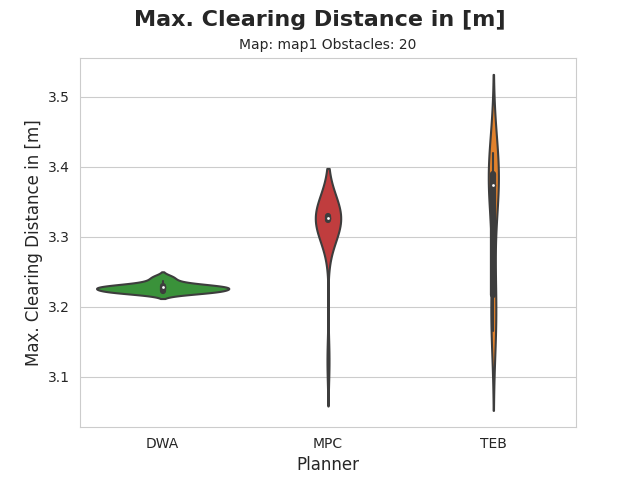 Max. Clearing Distance in [m]
Map: map1 Obstacles: 20
Max. Clearing Distance in [m]
3.5
3.4
3.3
3.2
3.1
DWA
MPC
TEB
Planner